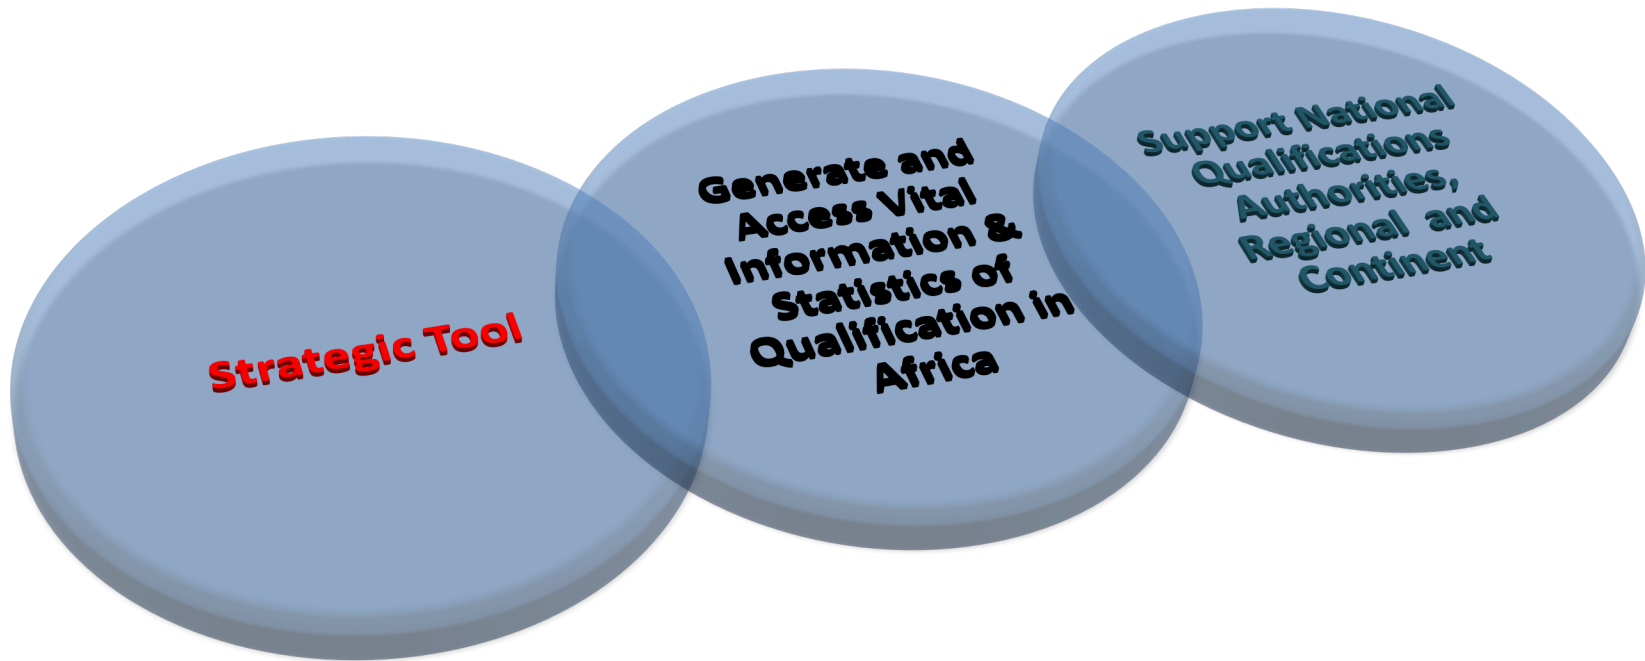 Strategic Tool
Generate and
Access Vital
Information &
Statistics of
Qualification in
Africa
Support National
Qualifications
Authorities,
Regional and
Continent